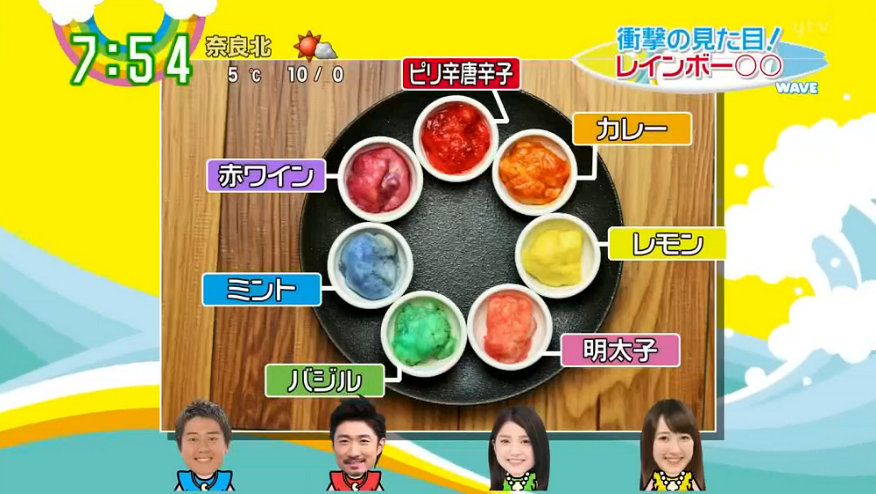 7:54
奈良北
5℃ 10/0
衝撃の見た目!
ytv
レインボー○○
WAVE
ピリ辛唐辛子
カレー
赤ワイン
レモン
ミント
明太子
バジル